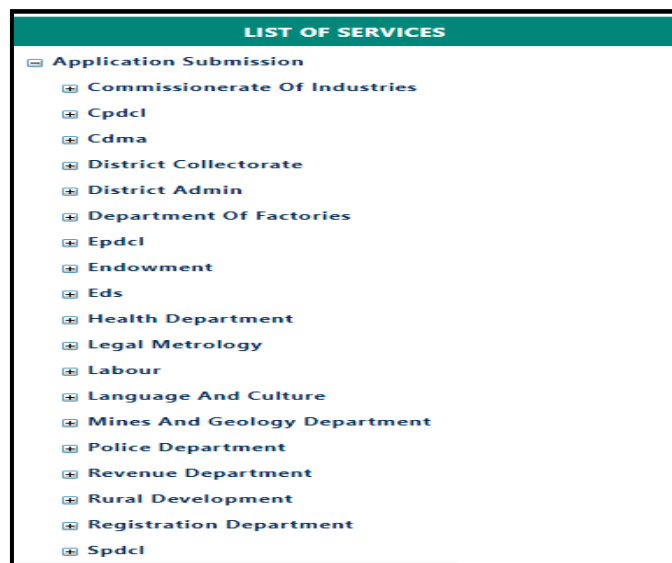 LIST OF SERVICES
Application Submission
Commissionerate Of Industries
Cpdcl
Cdma
District Collectorate
District Admin
Department Of Factories
Epdcl
Endowment
Eds
Health Department
Legal Metrology
Labour
Language And Culture
Mines And Geology Department
Police Department
Revenue Department
Rural Development
Registration Department
Spdcl